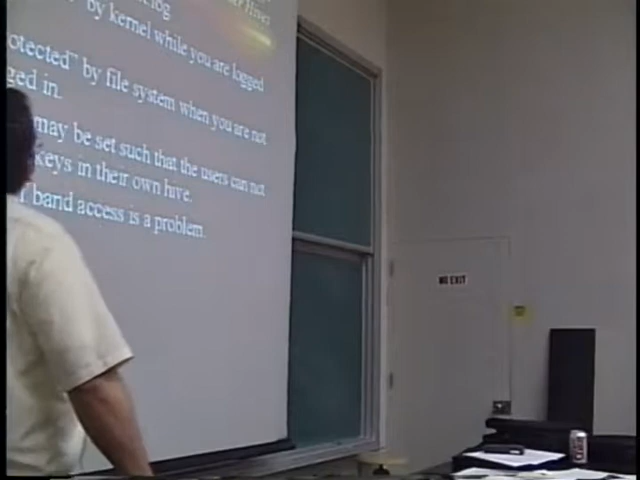 log
by kernel while you are logged
otected" by file system when you are not
ged in.
may be set such that the users can not
keys in their own hive.
band access is a problem.
NO EXIT